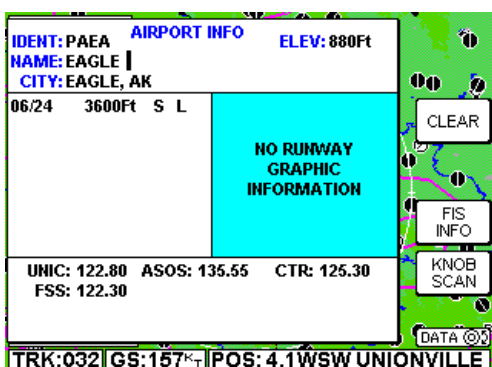 AIRPORT INFO
IDENT: PAEA ELEV: 880Ft
NAME: EAGLE
CITY: EAGLE, AK
06/24 3600Ft S L
NO RUNWAY
GRAPHIC
INFORMATION
CLEAR
FIS
INFO
KNOB
SCAN
UNIC: 122.80 ASOS: 135.55 CTR: 125.30
FSS: 122.30
DATA
TRK:032 GS:157KT POS: 4.1WSW UNIONVILLE